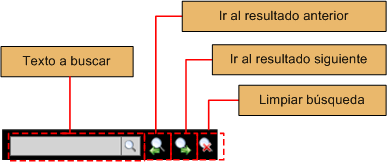 Ir al resultado anterior
Texto a buscar
Ir al resultado siguiente
Limpiar búsqueda